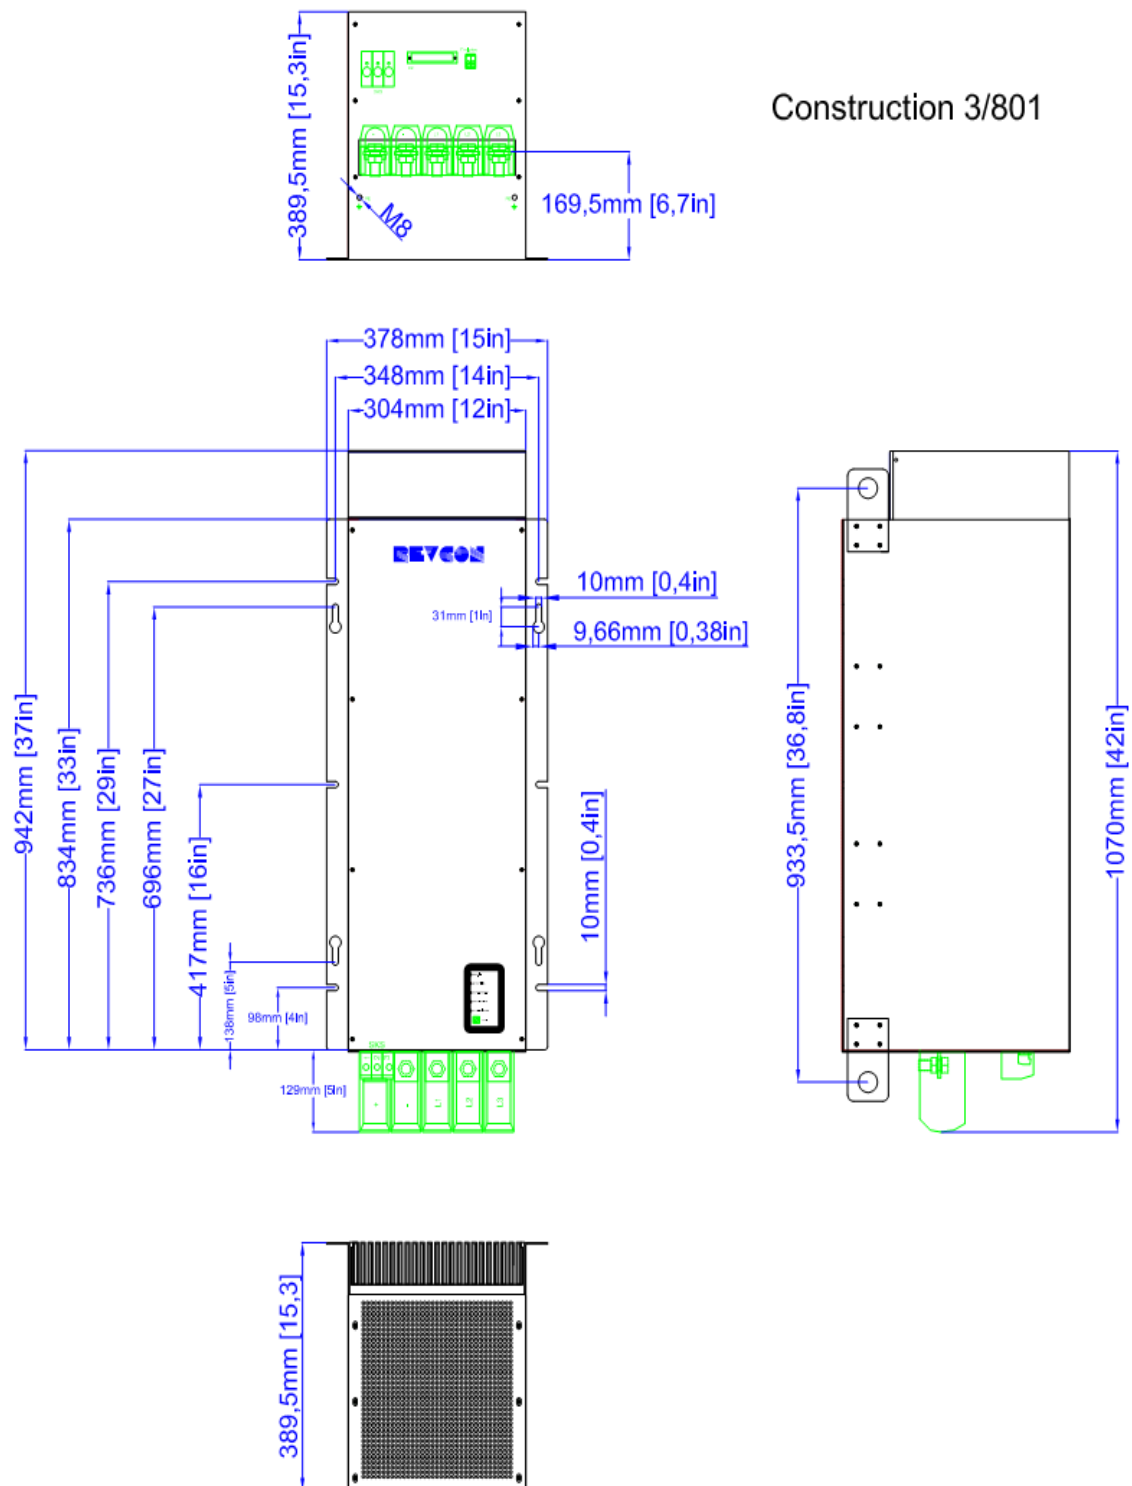 389,5mm [15,3in]
Construction 3/801
169,5mm [6,7in]
M8
378mm [15in]
348mm [14in]
304mm [12in]
REVCON
10mm [0,4in]
31mm [1in]
9,66mm [0,38in]
942mm [37in]
834mm [33in]
736mm [29in]
696mm [27in]
417mm [16in]
138mm [5in]
98mm [4in]
10mm [0,4in]
933,5mm [36,8in]
1070mm [42in]
129mm [5in]
L1
L2
L3
389,5mm [15,3]